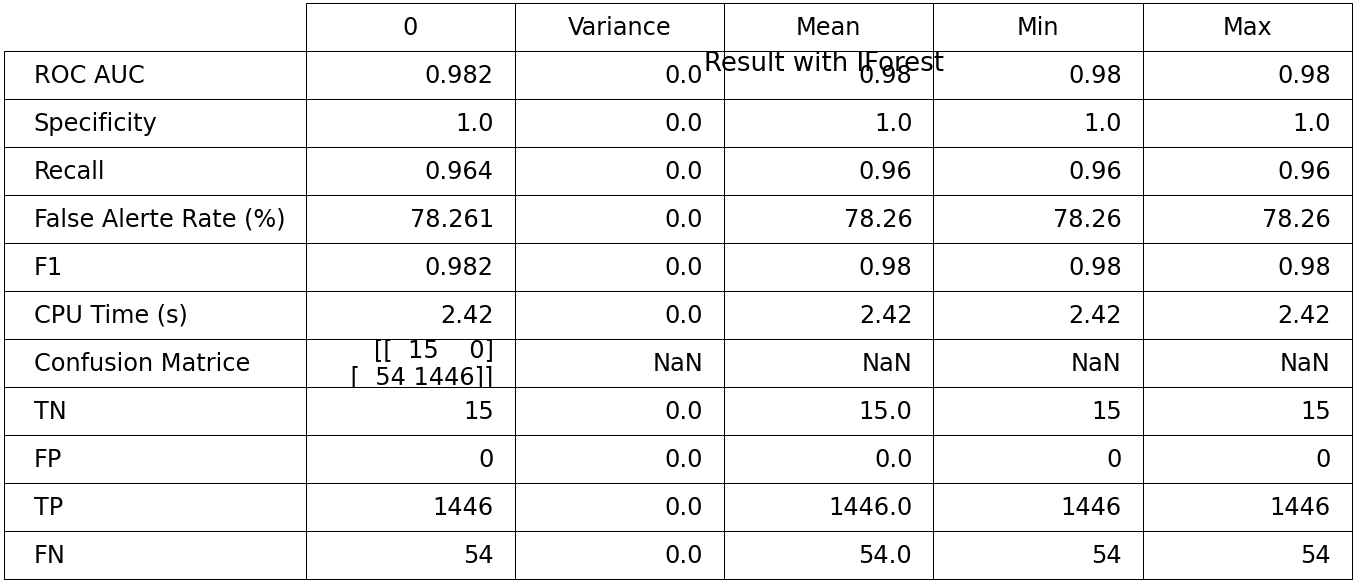 0 Variance Mean Min Max
Result with IForest
ROC AUC 0.982 0.0 0.98 0.98 0.98
Specificity 1.0 0.0 1.0 1.0 1.0
Recall 0.964 0.0 0.96 0.96 0.96
False Alerte Rate (%) 78.261 0.0 78.26 78.26 78.26
F1 0.982 0.0 0.98 0.98 0.98
CPU Time (s) 2.42 0.0 2.42 2.42 2.42
[[ 15 0]
Confusion Matrice NaN NaN NaN NaN
[ 54 1446]]
TN 15 0.0 15.0 15 15
FP 0 0.0 0.0 0 0
TP 1446 0.0 1446.0 1446 1446
FN 54 0.0 54.0 54 54